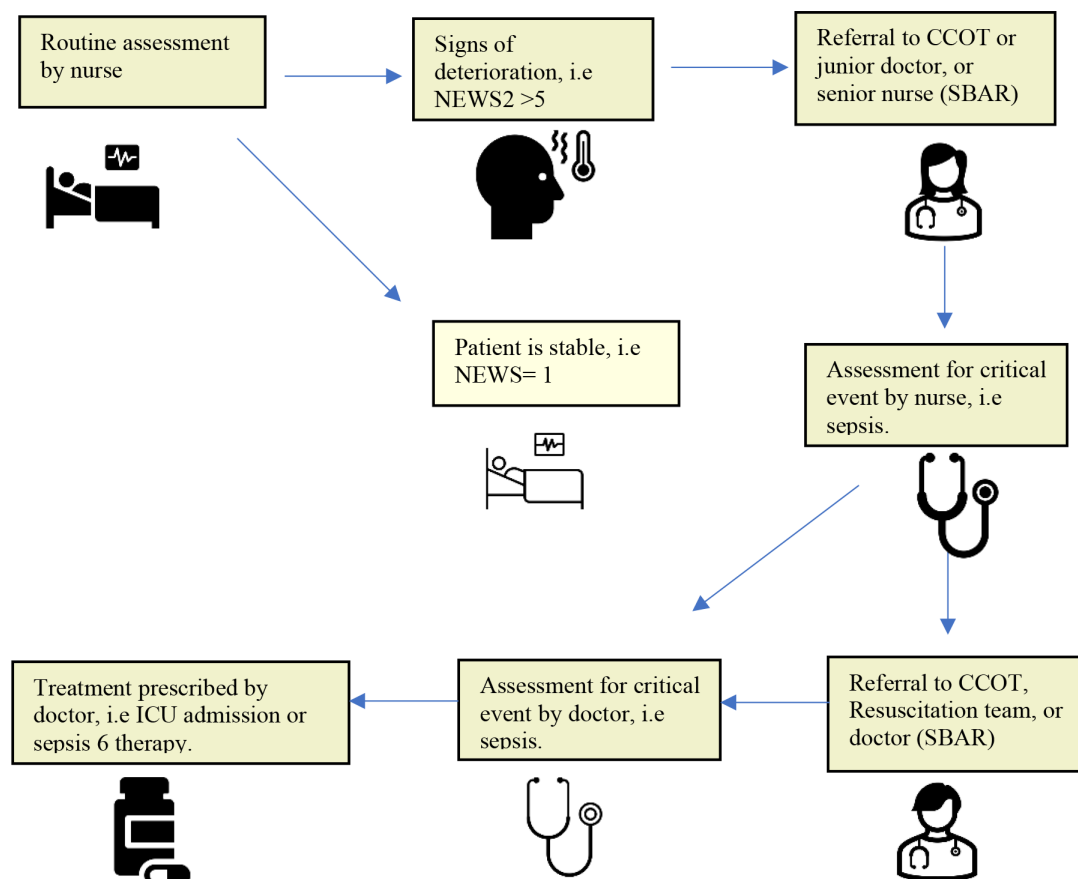 Routine assessment
by nurse
Signs of
deterioration, i.e
NEWS2 >5
Referral to CCOT or
junior doctor, or
senior nurse (SBAR)
Patient is stable, i.e
NEWS= 1
Assessment for critical
event by nurse, i.e
sepsis.
Treatment prescribed by
doctor, i.e ICU admission or
sepsis 6 therapy.
Assessment for critical
event by doctor, i.e
sepsis.
Referral to CCOT,
Resuscitation team, or
doctor (SBAR)